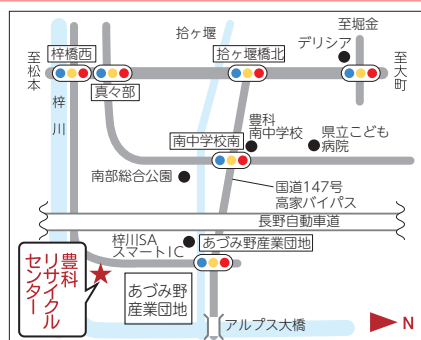 至堀金
拾ヶ堰
デリシア
至松本
梓橋西
拾ヶ堰橋北
至大町
真々部
梓川
豊科
南中学校
県立こども
病院
南中学校南
南部総合公園
国道147号
高家バイパス
長野自動車道
梓川SA
スマートIC
あづみ野産業団地
豊科
リサイクル
センター
あづみ野
産業団地
アルプス大橋
N